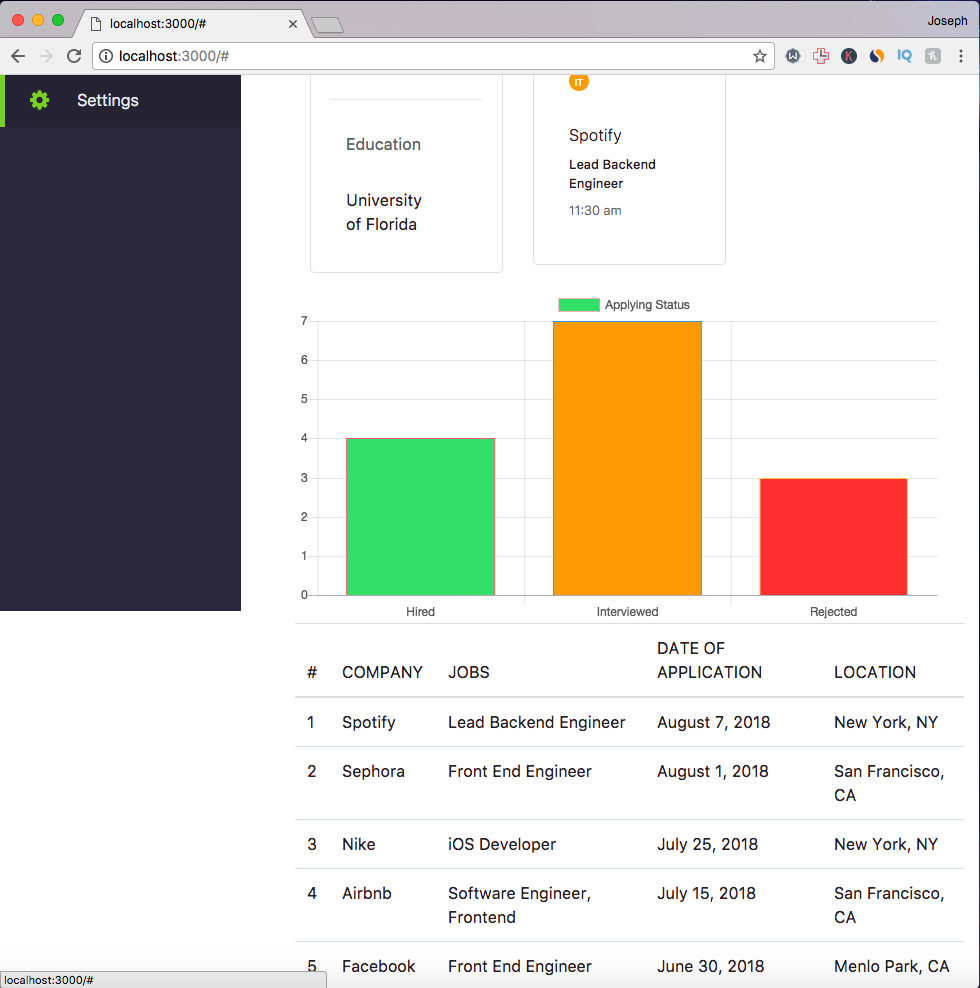 localhost:3000/#
Joseph
localhost:3000/#
K
IQ
Settings
IT
Education
University
of Florida
Spotify
Lead Backend
Engineer
11:30 am
Applying Status
7
6
5
4
3
2
1
0
Hired Interviewed Rejected
# COMPANY JOBS DATE OF APPLICATION LOCATION
1 Spotify Lead Backend Engineer August 7, 2018 New York, NY
2 Sephora Front End Engineer August 1, 2018 San Francisco, CA
3 Nike iOS Developer July 25, 2018 New York, NY
4 Airbnb Software Engineer, Frontend July 15, 2018 San Francisco, CA
5 Facebook Front End Engineer June 30, 2018 Menlo Park, CA
localhost:3000/#